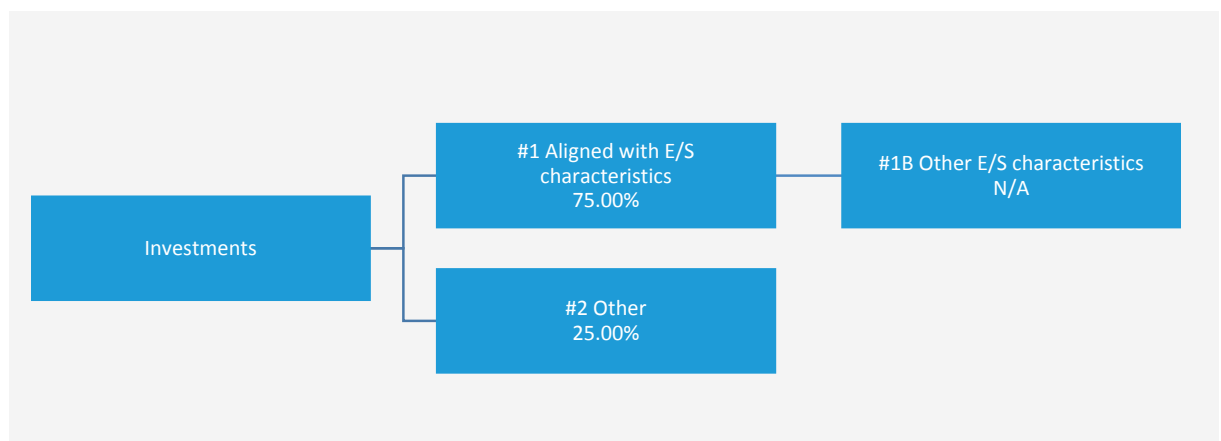 Investments
#1 Aligned with E/S
characteristics
75.00%
#1B Other E/S characteristics
N/A
#2 Other
25.00%